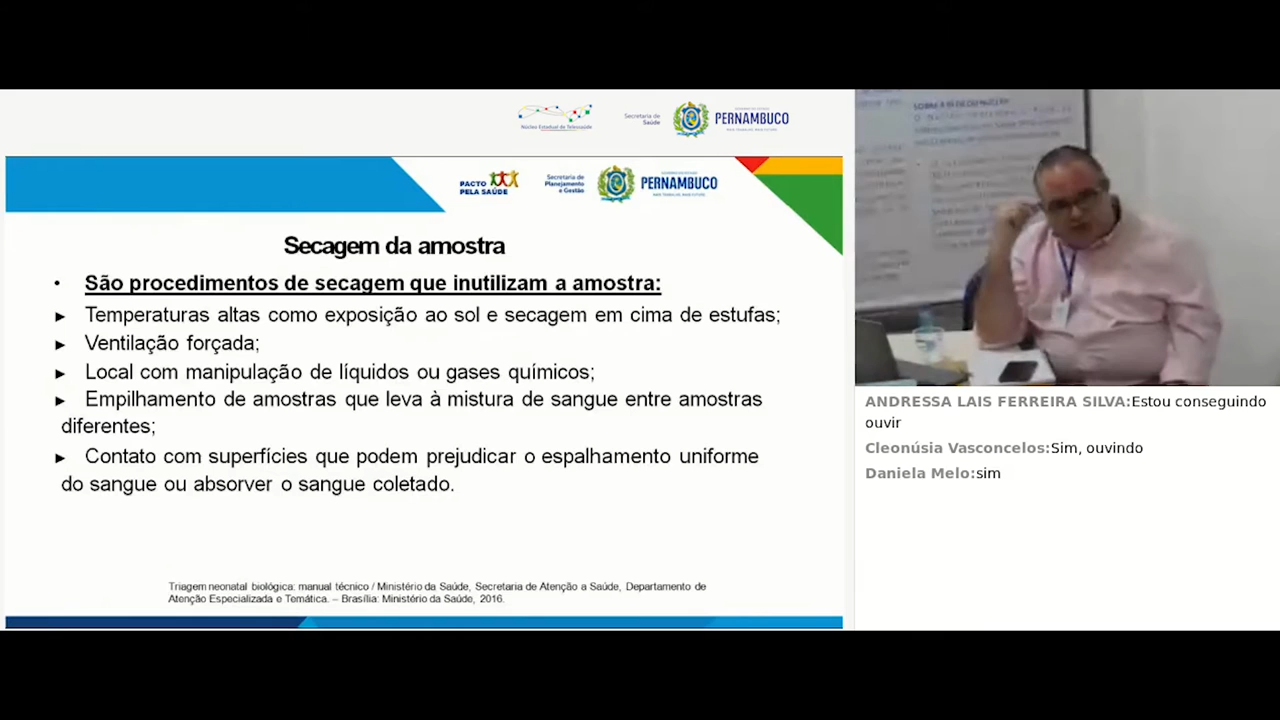 Núcleo Estadual de Telessaúde
Secretaria de
Saúde
PERNAMBUCO
PACTO
PELA SAÚDE
Secretaria de
Planejamento
e Gestão
PERNAMBUCO
Secagem da amostra
• São procedimentos de secagem que inutilizam a amostra:
► Temperaturas altas como exposição ao sol e secagem em cima de estufas;
► Ventilação forçada;
► Local com manipulação de líquidos ou gases químicos;
► Empilhamento de amostras que leva à mistura de sangue entre amostras
diferentes;
► Contato com superfícies que podem prejudicar o espalhamento uniforme
do sangue ou absorver o sangue coletado.
Triagem neonatal biológica: manual técnico / Ministério da Saúde, Secretaria de Atenção a Saúde, Departamento de
Atenção Especializada e Temática. – Brasília: Ministério da Saúde, 2016.
ANDRESSA LAIS FERREIRA SILVA:Estou conseguindo
ouvir
Cleonúsia Vasconcelos:Sim, ouvindo
Daniela Melo:sim